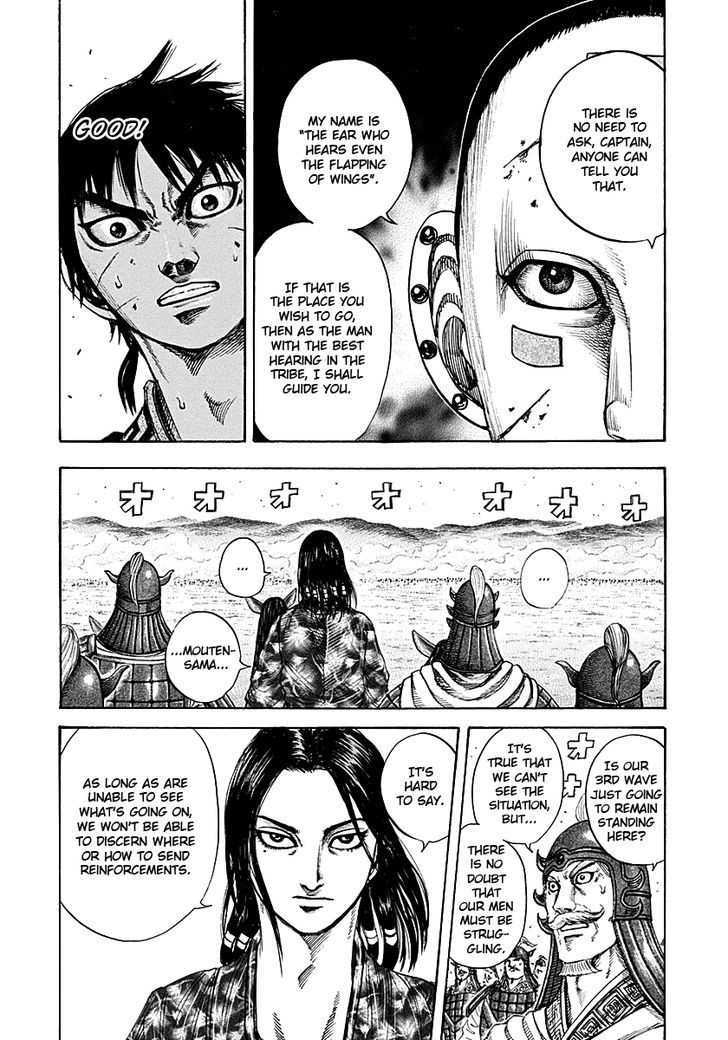 THERE IS
NO NEED TO
ASK, CAPTAIN,
ANYONE CAN
TELL YOU
THAT.
MY NAME IS
"THE EAR WHO
HEARS EVEN
THE FLAPPING
OF WINGS".
IF THAT IS
THE PLACE YOU
WISH TO GO,
THEN AS THE MAN
WITH THE BEST
HEARING IN THE
TRIBE, I SHALL
GUIDE YOU.
GOOD!
オ オ オ オ オ オ オ
...
...
...MOUTEN-
SAMA...
オ
オ
IS OUR
3RD WAVE
JUST GOING
TO REMAIN
STANDING
HERE?
IT'S
TRUE THAT
WE CAN'T
SEE THE
SITUATION,
BUT...
THERE IS
NO DOUBT
THAT
OUR MEN
MUST BE
STRUG-
GLING.
IT'S
HARD
TO SAY.
AS LONG AS ARE
UNABLE TO SEE
WHAT'S GOING ON,
WE WON'T BE ABLE
TO DISCERN WHERE
OR HOW TO SEND
REINFORCEMENTS.